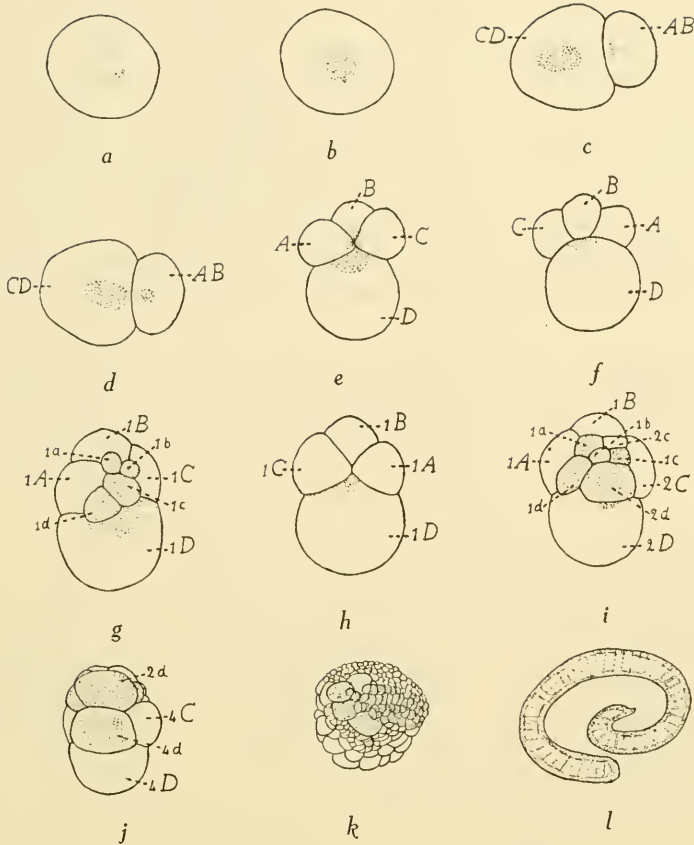 CD AB
a b c
CD AB
A B C D
C B A D
d e f
1B 1a 1b 1A 1C 1c 1d 1D
1B 1C 1A 1D
1B 1b 2c 1a 1A 1c 2C 1d 2d 2D
g h i
2d 4C 4d 4D
j k l